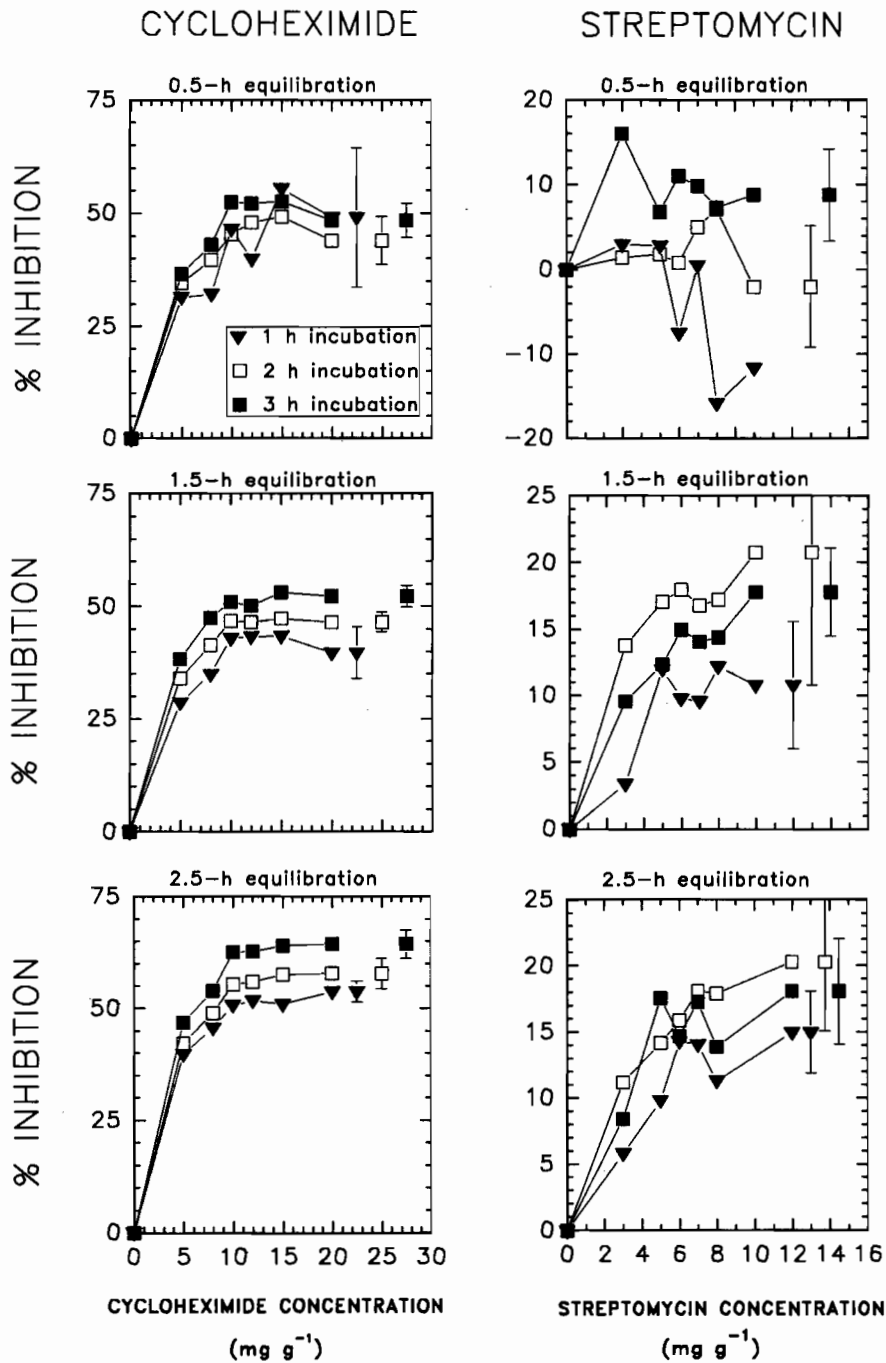 CYCLOHEXIMIDE
STREPTOMYCIN
0.5-h equilibration
% INHIBITION
75
50
25
0
1 h incubation
2 h incubation
3 h incubation
0.5-h equilibration
20
10
0
−10
−20
1.5-h equilibration
% INHIBITION
75
50
25
0
1.5-h equilibration
25
20
15
10
5
0
2.5-h equilibration
% INHIBITION
75
50
25
0
0 5 10 15 20 25 30
CYCLOHEXIMIDE CONCENTRATION
(mg g⁻¹)
2.5-h equilibration
25
20
15
10
5
0
0 2 4 6 8 10 12 14 16
STREPTOMYCIN CONCENTRATION
(mg g⁻¹)